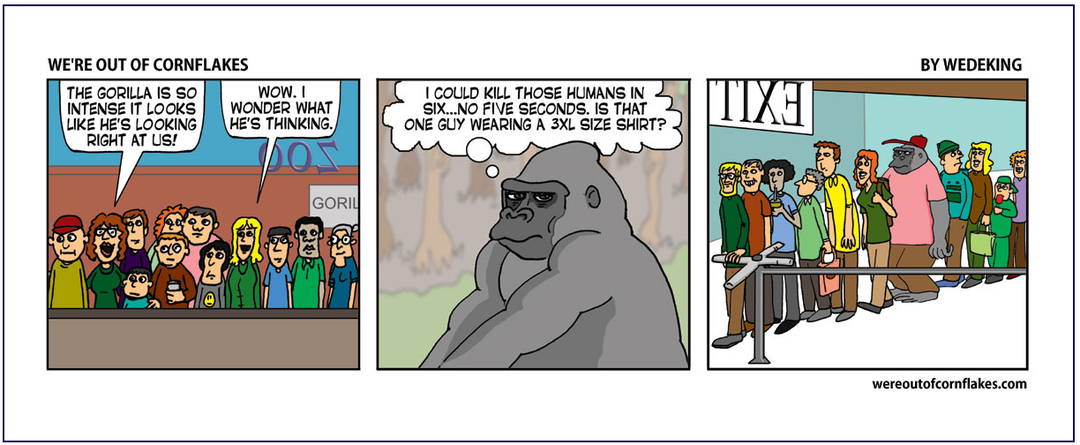 WE'RE OUT OF CORNFLAKES
BY WEDEKING
THE GORILLA IS SO
INTENSE IT LOOKS
LIKE HE'S LOOKING
RIGHT AT US!
WOW. I
WONDER WHAT
HE'S THINKING.
ZOO
GORIL
I COULD KILL THOSE HUMANS IN
SIX...NO FIVE SECONDS. IS THAT
ONE GUY WEARING A 3XL SIZE SHIRT?
EXIT
wereoutofcornflakes.com